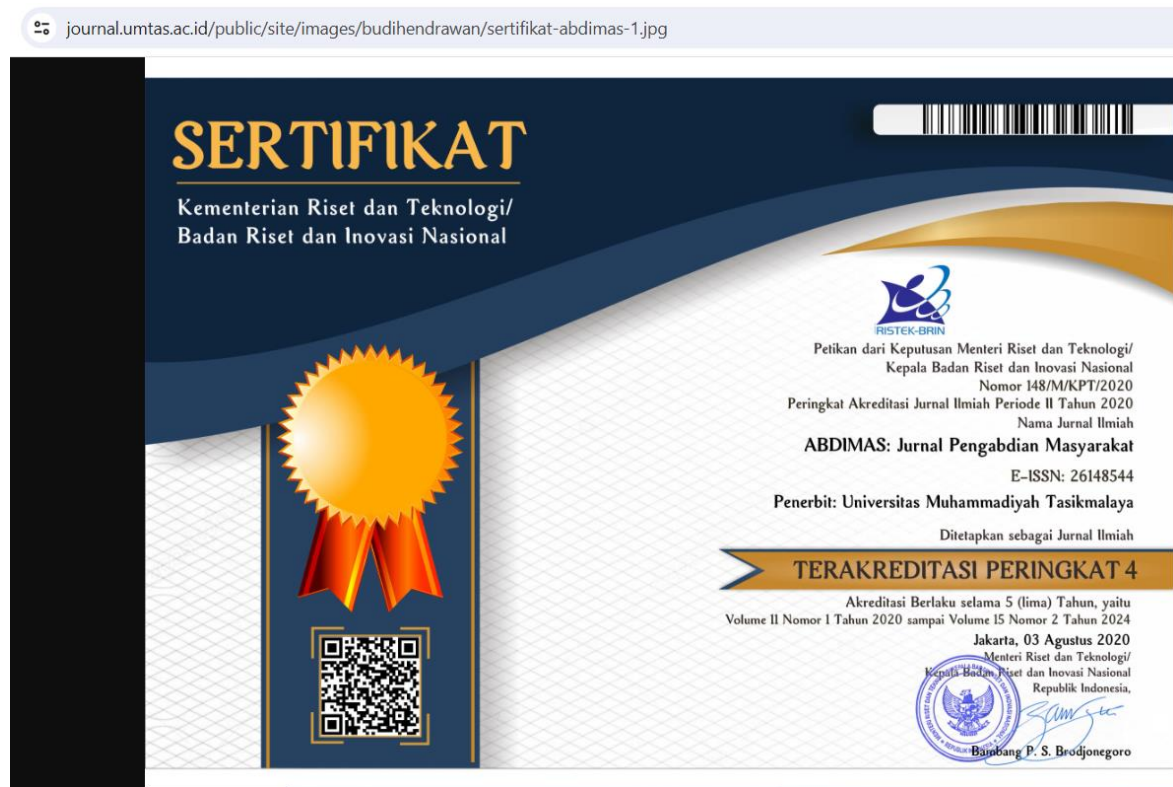 journal.umtas.ac.id/public/site/images/budihendrawan/sertifikat-abdimas-1.jpg
SERTIFIKAT
Kementerian Riset dan Teknologi/
Badan Riset dan Inovasi Nasional
RISTEK-BRIN
Petikan dari Keputusan Menteri Riset dan Teknologi/
Kepala Badan Riset dan Inovasi Nasional
Nomor 148/M/KPT/2020
Peringkat Akreditasi Jurnal Ilmiah Periode II Tahun 2020
Nama Jurnal Ilmiah
ABDIMAS: Jurnal Pengabdian Masyarakat
E-ISSN: 26148544
Penerbit: Universitas Muhammadiyah Tasikmalaya
Ditetapkan sebagai Jurnal Ilmiah
TERAKREDITASI PERINGKAT 4
Akreditasi Berlaku selama 5 (lima) Tahun, yaitu
Volume 11 Nomor 1 Tahun 2020 sampai Volume 15 Nomor 2 Tahun 2024
Jakarta, 03 Agustus 2020
Menteri Riset dan Teknologi/
Kepala Badan Riset dan Inovasi Nasional
Republik Indonesia,
Bambang P. S. Brodjonegoro